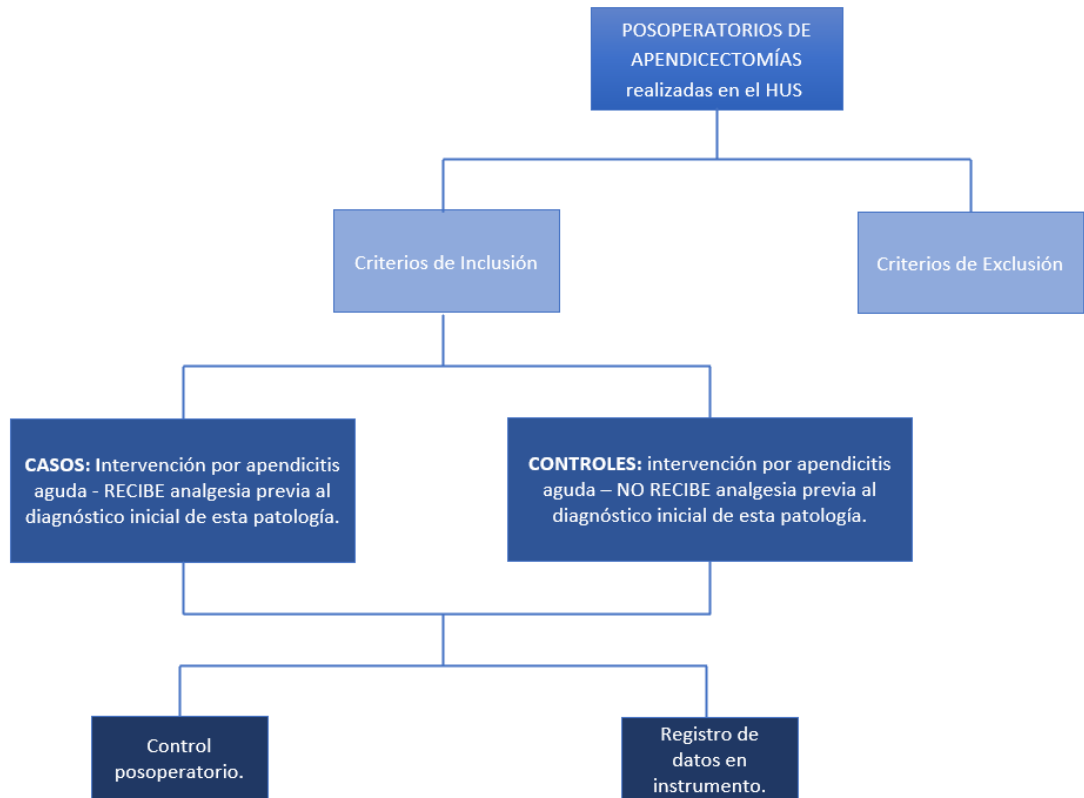 POSOPERATORIOS DE
APENDICECTOMÍAS
realizadas en el HUS
Criterios de Inclusión
Criterios de Exclusión
CASOS: Intervención por apendicitis
aguda - RECIBE analgesia previa al
diagnóstico inicial de esta patología.
CONTROLES: intervención por apendicitis
aguda – NO RECIBE analgesia previa al
diagnóstico inicial de esta patología.
Control
posoperatorio.
Registro de
datos en
instrumento.